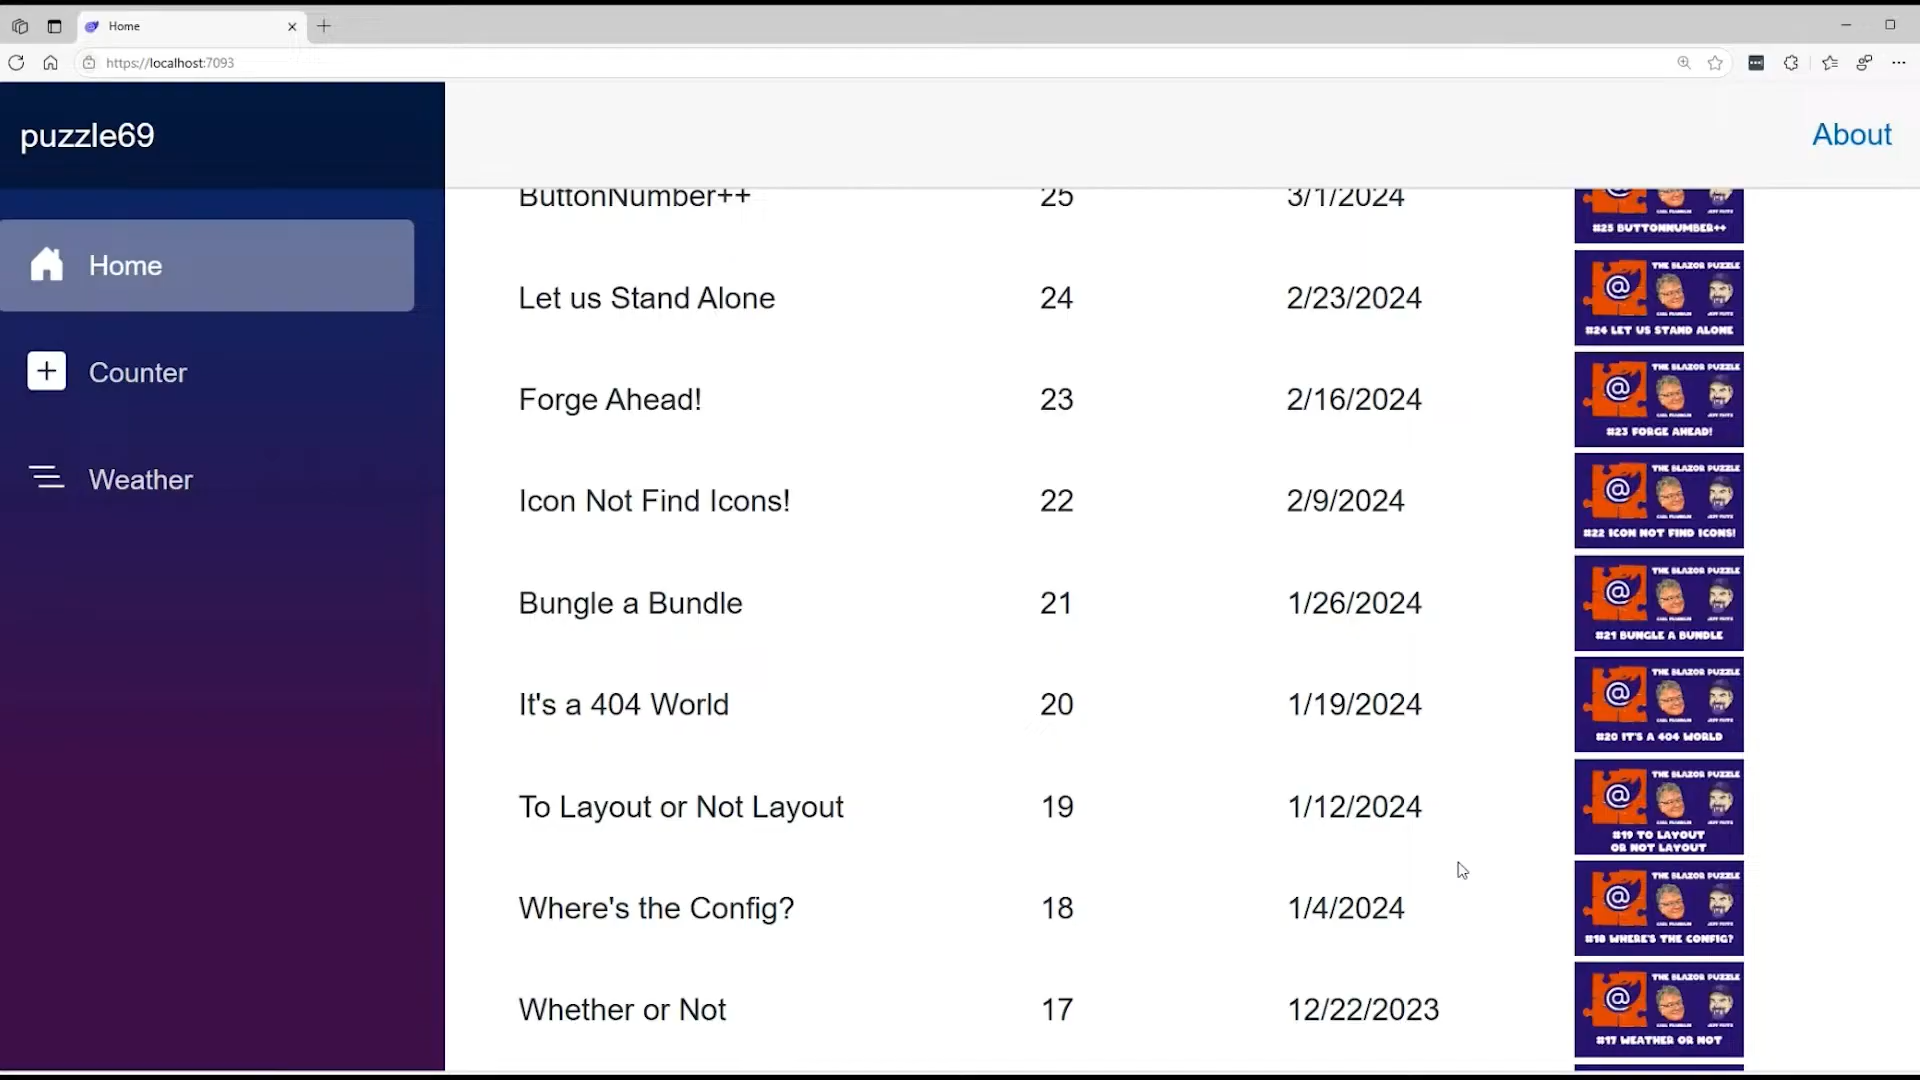 Home
https://localhost:7093
puzzle69
About
Home
Counter
Weather
ButtonNumber++ 25 3/1/2024
#25 BUTTONNUMBER++
Let us Stand Alone 24 2/23/2024
THE BLAZOR PUZZLE
#24 LET US STAND ALONE
Forge Ahead! 23 2/16/2024
THE BLAZOR PUZZLE
#23 FORGE AHEAD!
Icon Not Find Icons! 22 2/9/2024
THE BLAZOR PUZZLE
#22 ICON NOT FIND ICONS!
Bungle a Bundle 21 1/26/2024
THE BLAZOR PUZZLE
#21 BUNGLE A BUNDLE
It's a 404 World 20 1/19/2024
THE BLAZOR PUZZLE
#20 IT'S A 404 WORLD
To Layout or Not Layout 19 1/12/2024
THE BLAZOR PUZZLE
#19 TO LAYOUT
OR NOT LAYOUT
Where's the Config? 18 1/4/2024
THE BLAZOR PUZZLE
#18 WHERE'S THE CONFIG?
Whether or Not 17 12/22/2023
THE BLAZOR PUZZLE
#17 WEATHER OR NOT